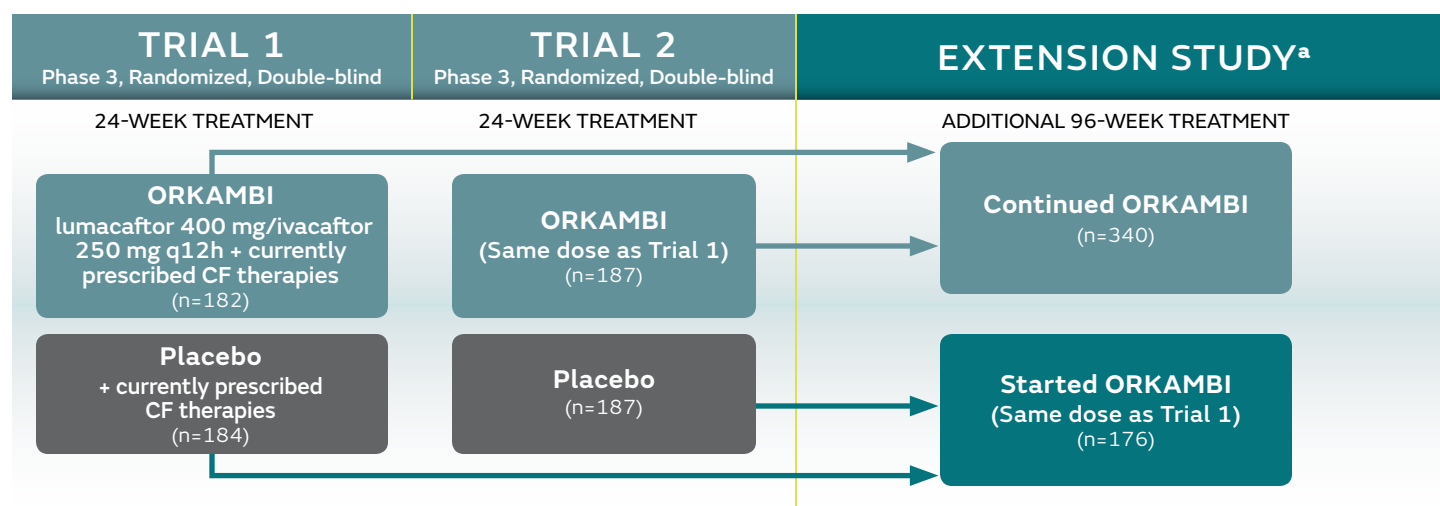 TRIAL 1
Phase 3, Randomized, Double-blind
TRIAL 2
Phase 3, Randomized, Double-blind
EXTENSION STUDYᵃ
24-WEEK TREATMENT
24-WEEK TREATMENT
ADDITIONAL 96-WEEK TREATMENT
ORKAMBI
lumacaftor 400 mg/ivacaftor
250 mg q12h + currently
prescribed CF therapies
(n=182)
ORKAMBI
(Same dose as Trial 1)
(n=187)
Continued ORKAMBI
(n=340)
Placebo
+ currently prescribed
CF therapies
(n=184)
Placebo
(n=187)
Started ORKAMBI
(Same dose as Trial 1)
(n=176)